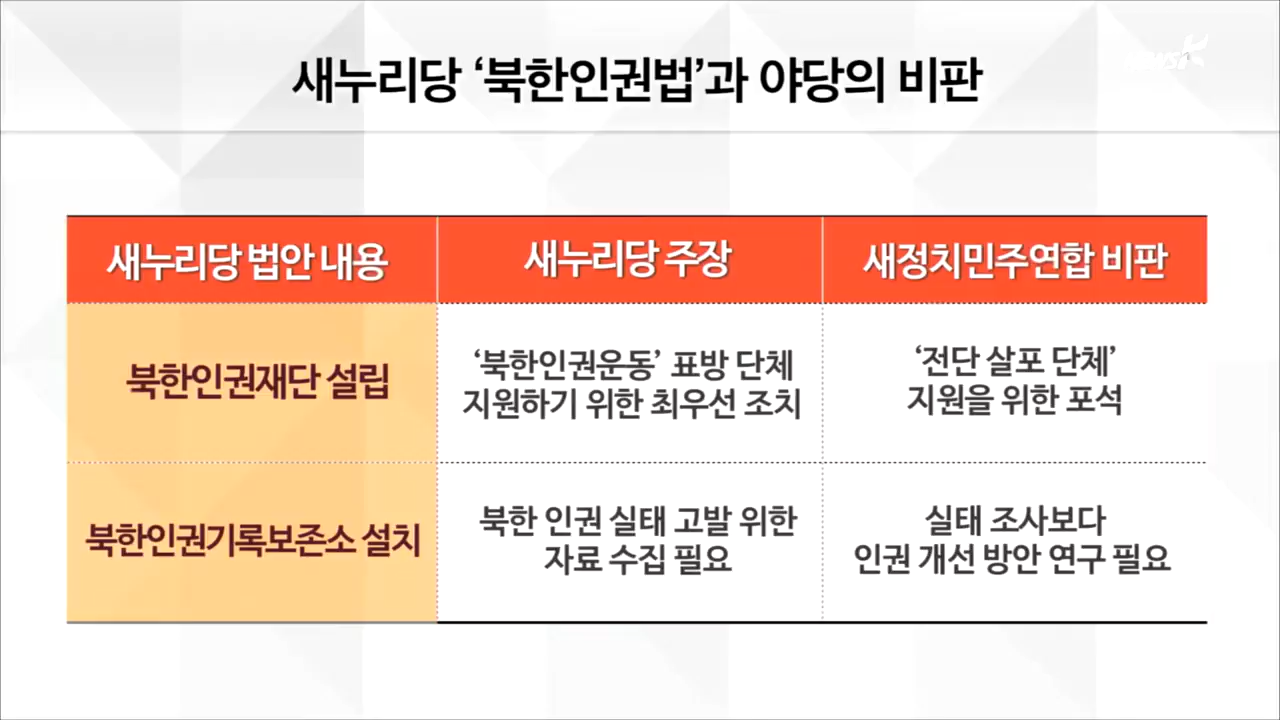 새누리당 ‘북한인권법’과 야당의 비판
새누리당 법안 내용
새누리당 주장
새정치민주연합 비판
북한인권재단 설립
‘북한인권운동’ 표방 단체
지원하기 위한 최우선 조치
‘전단 살포 단체’
지원을 위한 포석
북한인권기록보존소 설치
북한 인권 실태 고발 위한
자료 수집 필요
실태 조사보다
인권 개선 방안 연구 필요